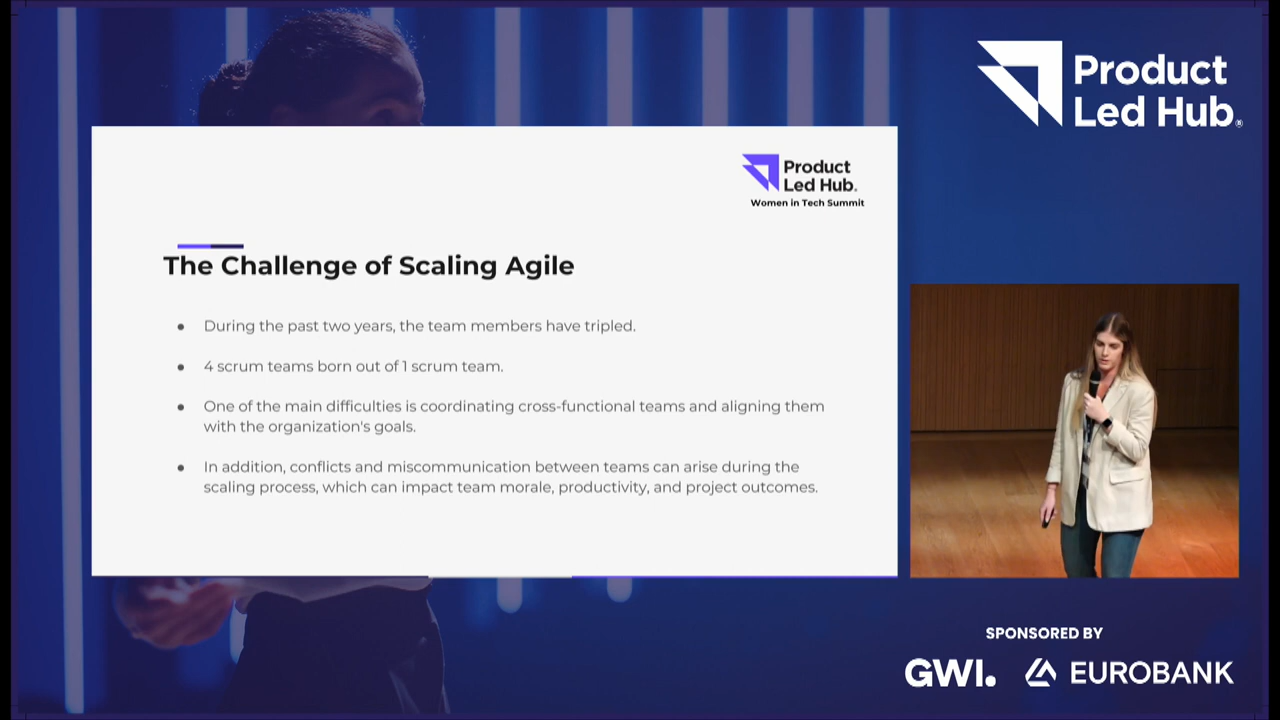 Product
Led Hub®
Product
Led Hub.
Women in Tech Summit
The Challenge of Scaling Agile
● During the past two years, the team members have tripled.
● 4 scrum teams born out of 1 scrum team.
● One of the main difficulties is coordinating cross-functional teams and aligning them
with the organization's goals.
● In addition, conflicts and miscommunication between teams can arise during the
scaling process, which can impact team morale, productivity, and project outcomes.
SPONSORED BY
GWI. EUROBANK